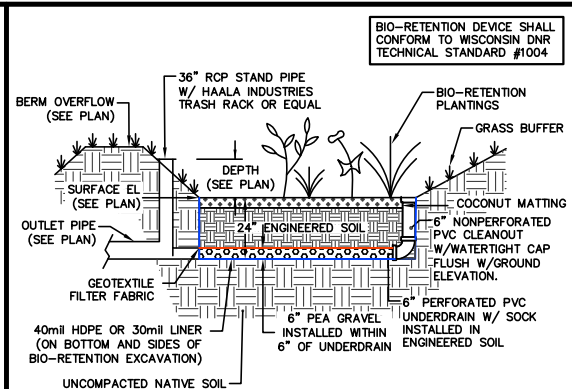 BIO-RETENTION DEVICE SHALL
CONFORM TO WISCONSIN DNR
TECHNICAL STANDARD #1004
36" RCP STAND PIPE
W/ HAALA INDUSTRIES
TRASH RACK OR EQUAL
BERM OVERFLOW
(SEE PLAN)
BIO-RETENTION
PLANTINGS
GRASS BUFFER
DEPTH
(SEE PLAN)
SURFACE EL
(SEE PLAN)
COCONUT MATTING
OUTLET PIPE
(SEE PLAN)
24" ENGINEERED SOIL
6" NONPERFORATED
PVC CLEANOUT
W/WATERTIGHT CAP
FLUSH W/GROUND
ELEVATION.
GEOTEXTILE
FILTER FABRIC
40mil HDPE OR 30mil LINER
(ON BOTTOM AND SIDES OF
BIO-RETENTION EXCAVATION)
6" PEA GRAVEL
INSTALLED WITHIN
6" OF UNDERDRAIN
6" PERFORATED PVC
UNDERDRAIN W/ SOCK
INSTALLED IN
ENGINEERED SOIL
UNCOMPACTED NATIVE SOIL